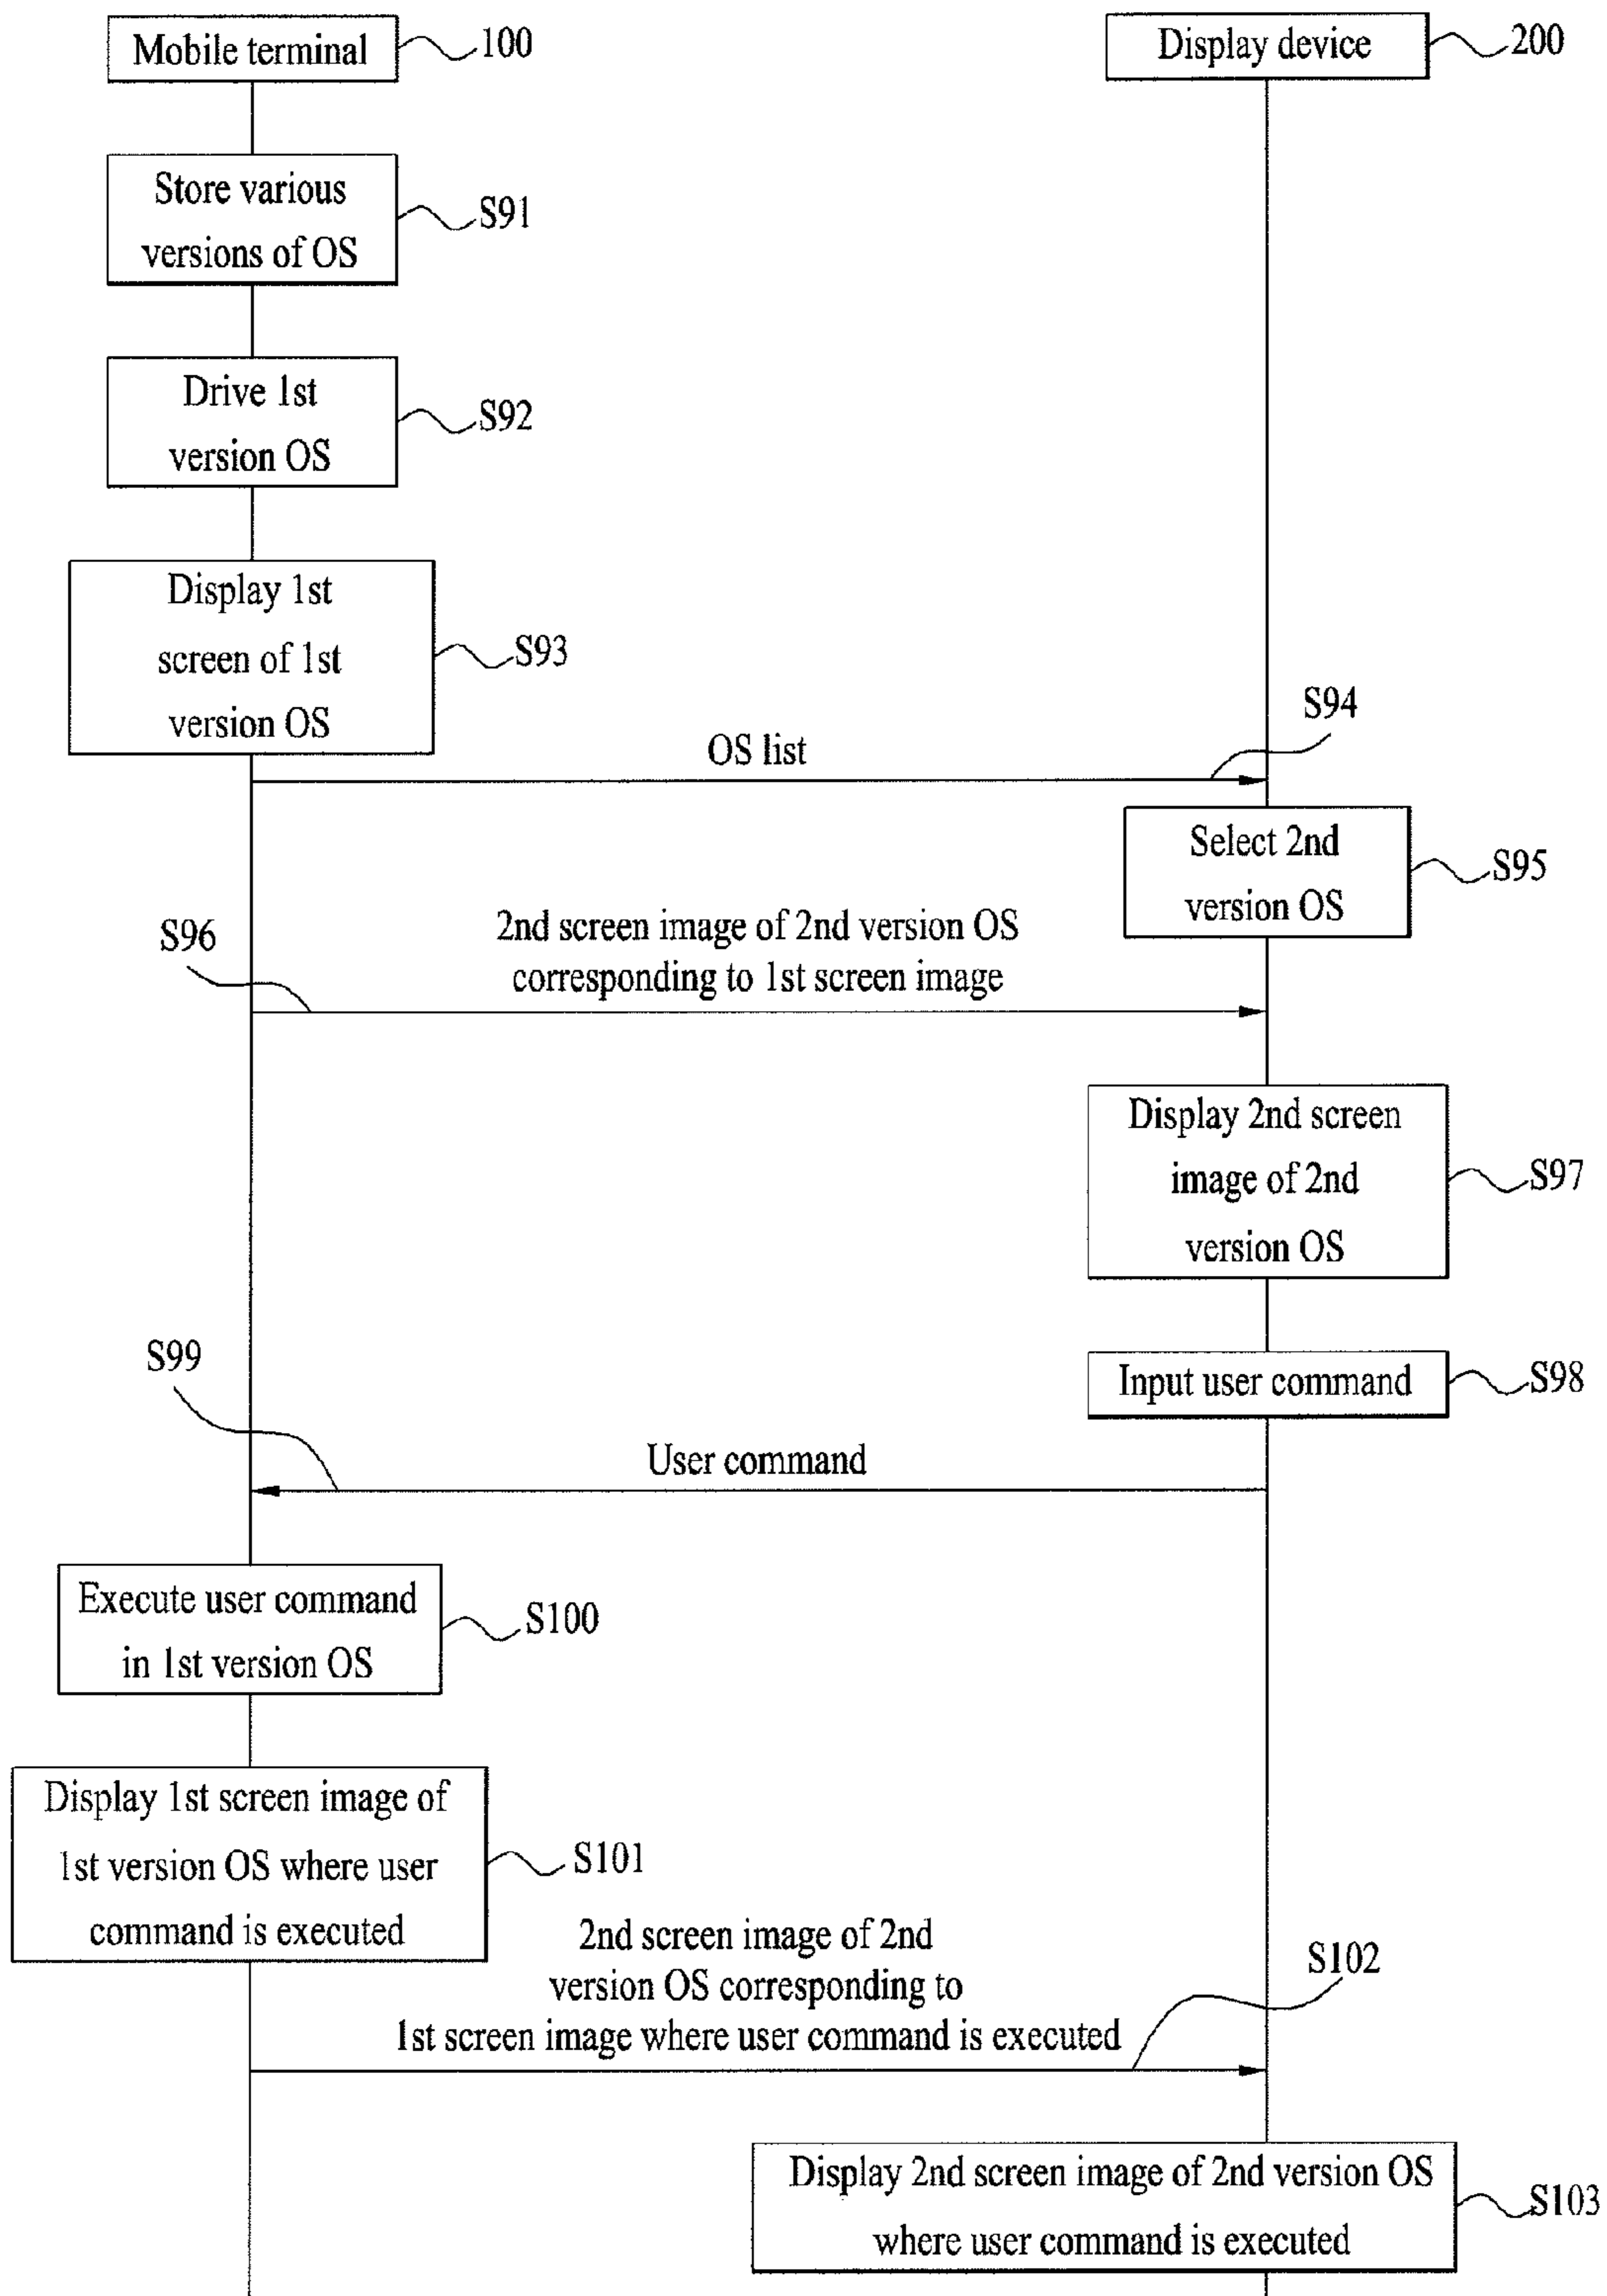 Mobile terminal
100
Display device
200
Store various
versions of OS
S91
Drive 1st
version OS
S92
Display 1st
screen of 1st
version OS
S93
S94
OS list
Select 2nd
version OS
S95
S96
2nd screen image of 2nd version OS
corresponding to 1st screen image
Display 2nd screen
image of 2nd
version OS
S97
Input user command
S98
S99
User command
Execute user command
in 1st version OS
S100
Display 1st screen image of
1st version OS where user
command is executed
S101
2nd screen image of 2nd
version OS corresponding to
1st screen image where user command is executed
S102
Display 2nd screen image of 2nd version OS
where user command is executed
S103